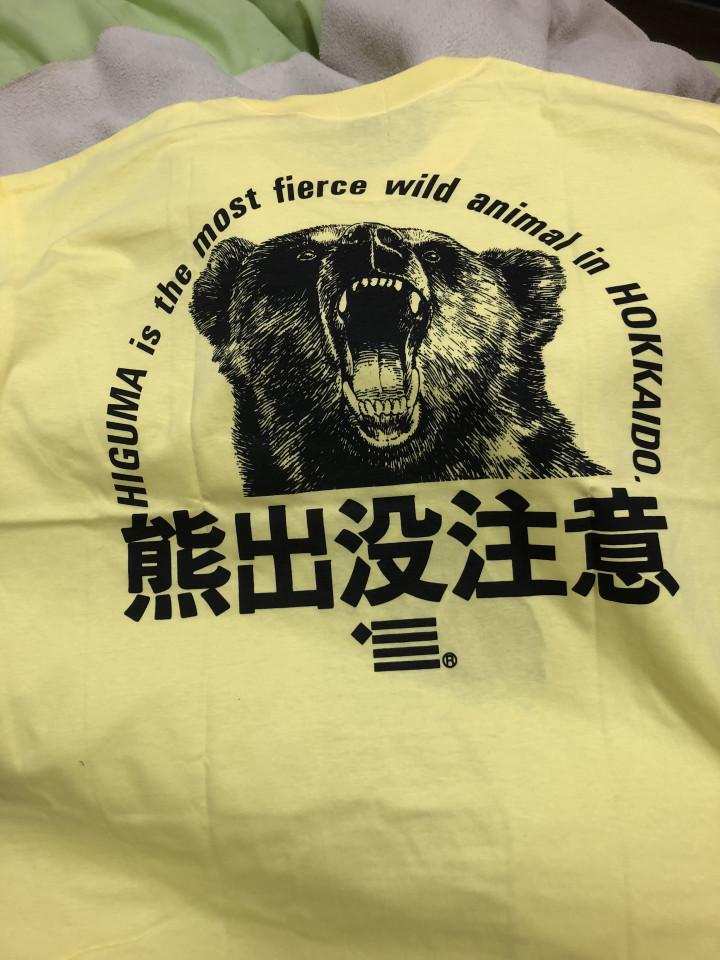 HIGUMA is the most fierce wild animal in HOKKAIDO.
熊出没注意
®